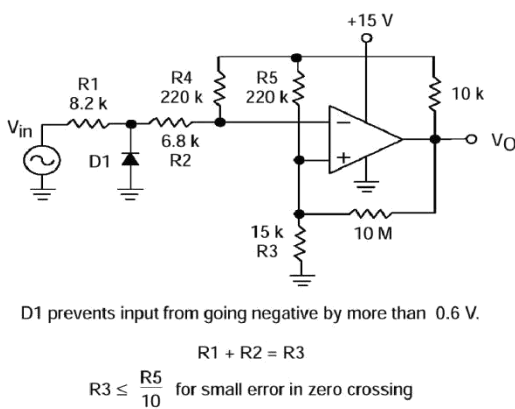 +15 V
R1
8.2 k
R4
220 k
R5
220 k
10 k
Vin
D1
6.8 k
R2
−
+
VO
15 k
R3
10 M
D1 prevents input from going negative by more than 0.6 V.
R1 + R2 = R3
R3 ≤ R5/10 for small error in zero crossing